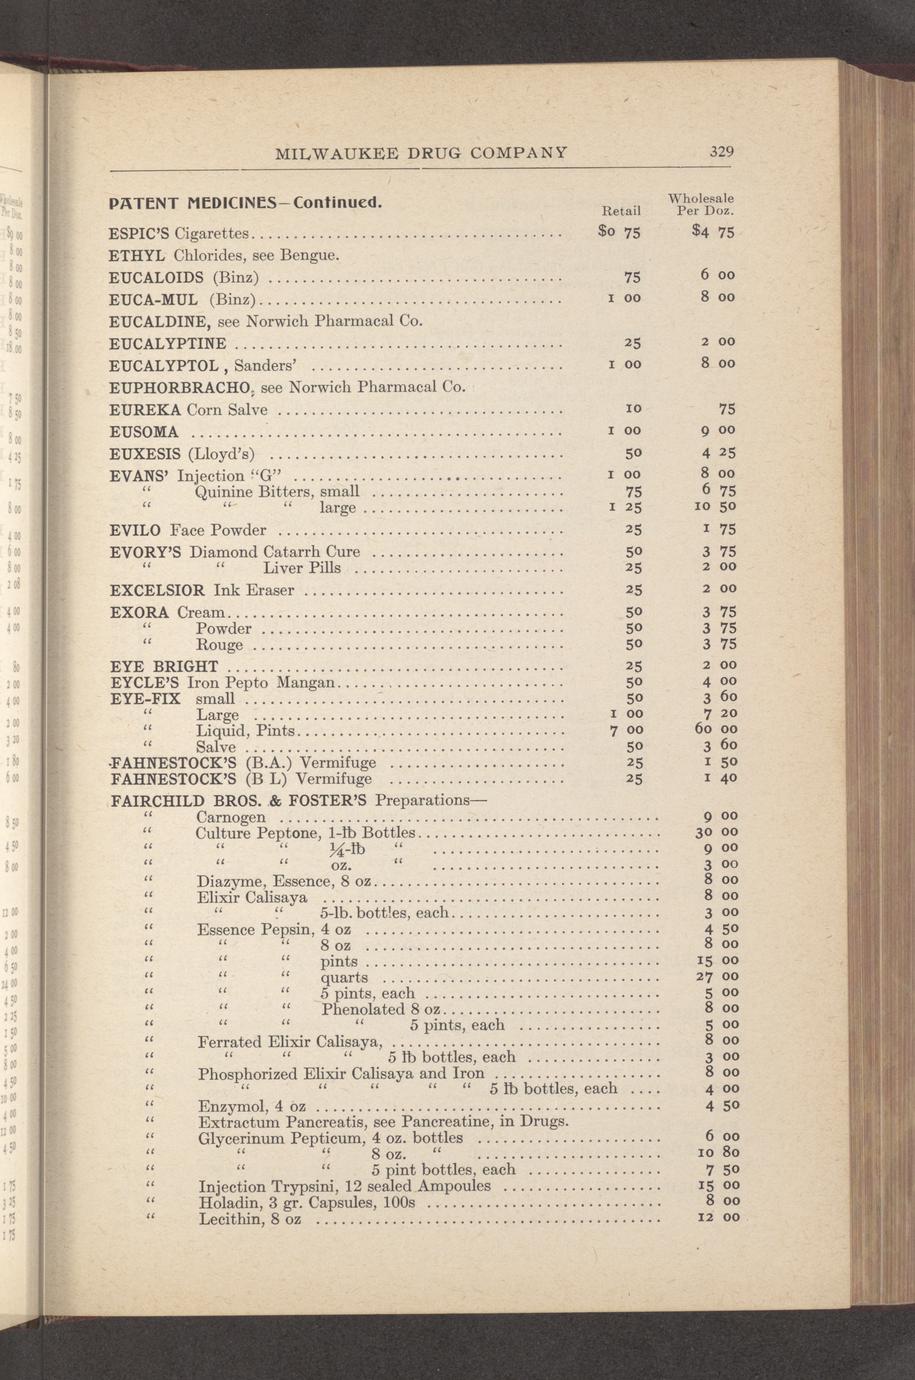 MILWAUKEE DRUG COMPANY 329
PATENT MEDICINES—Continued. Retail Wholesale Per Doz.
ESPIC'S Cigarettes $0 75 $4 75
ETHYL Chlorides, see Bengue.
EUCALOIDS (Binz) 75 6 00
EUCA-MUL (Binz) 1 00 8 00
EUCALDINE, see Norwich Pharmacal Co.
EUCALYPTINE 25 2 00
EUCALYPTOL , Sanders' 1 00 8 00
EUPHORBRACHO, see Norwich Pharmacal Co.
EUREKA Corn Salve 10 75
EUSOMA 1 00 9 00
EUXESIS (Lloyd's) 50 4 25
EVANS' Injection "G" 1 00 8 00
" Quinine Bitters, small 75 6 75
" " " large 1 25 10 50
EVILO Face Powder 25 1 75
EVORY'S Diamond Catarrh Cure 50 3 75
" " Liver Pills 25 2 00
EXCELSIOR Ink Eraser 25 2 00
EXORA Cream 50 3 75
" Powder 50 3 75
" Rouge 50 3 75
EYE BRIGHT 25 2 00
EYCLE'S Iron Pepto Mangan 50 4 00
EYE-FIX small 50 3 60
" Large 1 00 7 20
" Liquid, Pints 7 00 60 00
" Salve 50 3 60
FAHNESTOCK'S (B.A.) Vermifuge 25 1 50
FAHNESTOCK'S (B L) Vermifuge 25 1 40
FAIRCHILD BROS. & FOSTER'S Preparations—
" Carnogen 9 00
" Culture Peptone, 1-℔ Bottles 30 00
" " " ¼-℔ " 9 00
" " " oz. " 3 00
" Diazyme, Essence, 8 oz 8 00
" Elixir Calisaya 8 00
" " " 5-lb. bottles, each 3 00
" Essence Pepsin, 4 oz 4 50
" " " 8 oz 8 00
" " " pints 15 00
" " " quarts 27 00
" " " 5 pints, each 5 00
" " " Phenolated 8 oz 8 00
" " " " 5 pints, each 5 00
" Ferrated Elixir Calisaya, 8 00
" " " " 5 ℔ bottles, each 3 00
" Phosphorized Elixir Calisaya and Iron 8 00
" " " " " " 5 ℔ bottles, each 4 00
" Enzymol, 4 oz 4 50
" Extractum Pancreatis, see Pancreatine, in Drugs.
" Glycerinum Pepticum, 4 oz. bottles 6 00
" " " 8 oz. " 10 80
" " " 5 pint bottles, each 7 50
" Injection Trypsini, 12 sealed Ampoules 15 00
" Holadin, 3 gr. Capsules, 100s 8 00
" Lecithin, 8 oz 12 00